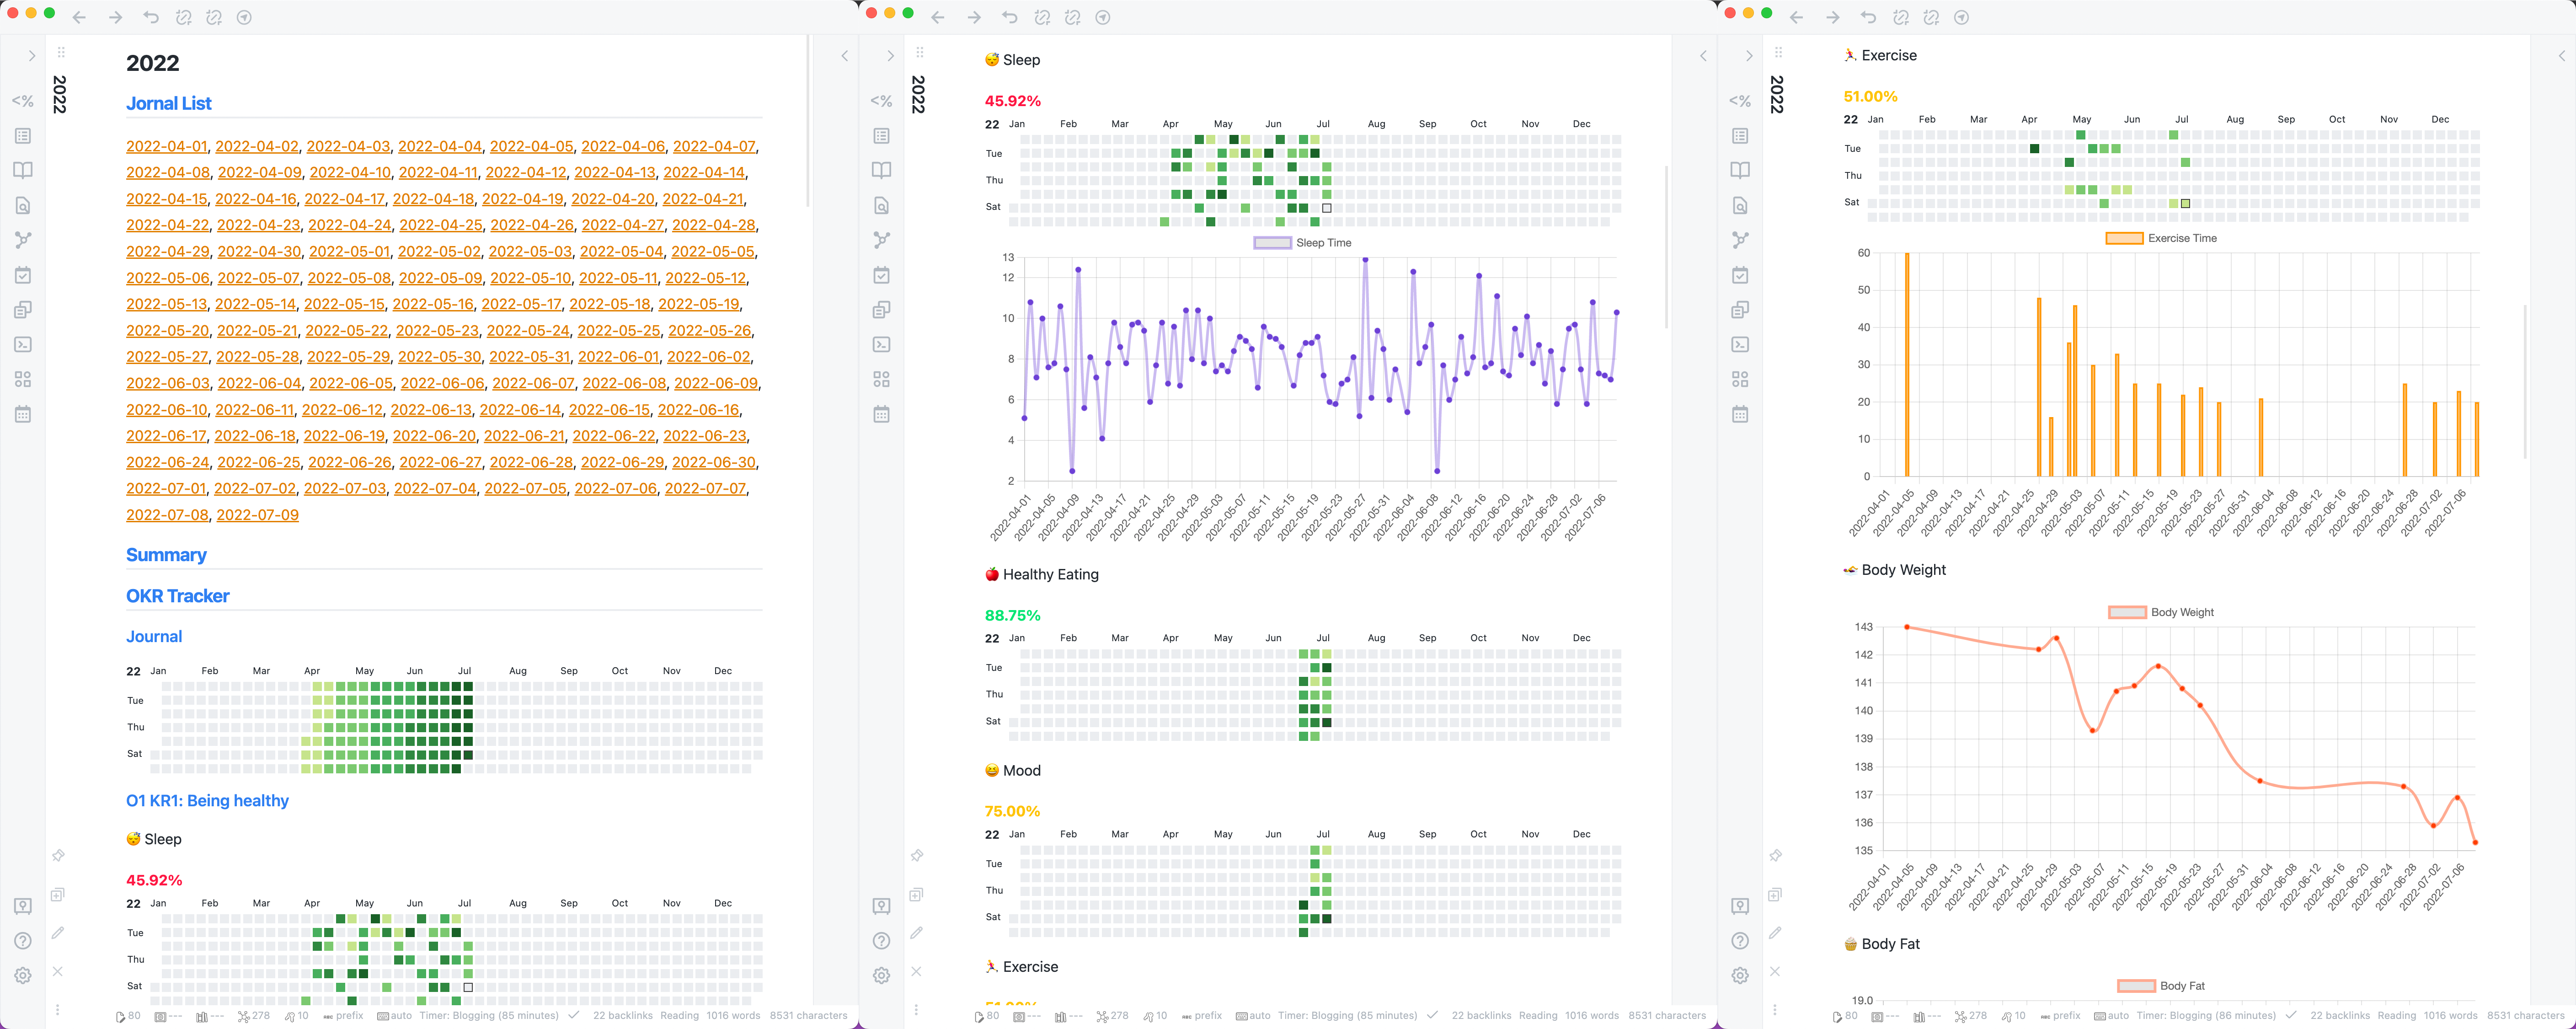 2022
2022
Jornal List
2022-04-01, 2022-04-02, 2022-04-03, 2022-04-04, 2022-04-05, 2022-04-06, 2022-04-07,
2022-04-08, 2022-04-09, 2022-04-10, 2022-04-11, 2022-04-12, 2022-04-13, 2022-04-14,
2022-04-15, 2022-04-16, 2022-04-17, 2022-04-18, 2022-04-19, 2022-04-20, 2022-04-21,
2022-04-22, 2022-04-23, 2022-04-24, 2022-04-25, 2022-04-26, 2022-04-27, 2022-04-28,
2022-04-29, 2022-04-30, 2022-05-01, 2022-05-02, 2022-05-03, 2022-05-04, 2022-05-05,
2022-05-06, 2022-05-07, 2022-05-08, 2022-05-09, 2022-05-10, 2022-05-11, 2022-05-12,
2022-05-13, 2022-05-14, 2022-05-15, 2022-05-16, 2022-05-17, 2022-05-18, 2022-05-19,
2022-05-20, 2022-05-21, 2022-05-22, 2022-05-23, 2022-05-24, 2022-05-25, 2022-05-26,
2022-05-27, 2022-05-28, 2022-05-29, 2022-05-30, 2022-05-31, 2022-06-01, 2022-06-02,
2022-06-03, 2022-06-04, 2022-06-05, 2022-06-06, 2022-06-07, 2022-06-08, 2022-06-09,
2022-06-10, 2022-06-11, 2022-06-12, 2022-06-13, 2022-06-14, 2022-06-15, 2022-06-16,
2022-06-17, 2022-06-18, 2022-06-19, 2022-06-20, 2022-06-21, 2022-06-22, 2022-06-23,
2022-06-24, 2022-06-25, 2022-06-26, 2022-06-27, 2022-06-28, 2022-06-29, 2022-06-30,
2022-07-01, 2022-07-02, 2022-07-03, 2022-07-04, 2022-07-05, 2022-07-06, 2022-07-07,
2022-07-08, 2022-07-09
Summary
OKR Tracker
Journal
22 Jan Feb Mar Apr May Jun Jul Aug Sep Oct Nov Dec
Tue
Thu
Sat
O1 KR1: Being healthy
😴 Sleep
45.92%
22 Jan Feb Mar Apr May Jun Jul Aug Sep Oct Nov Dec
Tue
Thu
Sat
80 --- --- 278 10 prefix auto Timer: Blogging (85 minutes) 22 backlinks Reading 1016 words 8531 characters
2022
😴 Sleep
45.92%
22 Jan Feb Mar Apr May Jun Jul Aug Sep Oct Nov Dec
Tue
Thu
Sat
Sleep Time
13
12
10
8
6
4
2
2022-04-01 2022-04-05 2022-04-09 2022-04-13 2022-04-17 2022-04-21 2022-04-25 2022-04-29 2022-05-03 2022-05-07 2022-05-11 2022-05-15 2022-05-19 2022-05-23 2022-05-27 2022-05-31 2022-06-04 2022-06-08 2022-06-12 2022-06-16 2022-06-20 2022-06-24 2022-06-28 2022-07-02 2022-07-06
🍎 Healthy Eating
88.75%
22 Jan Feb Mar Apr May Jun Jul Aug Sep Oct Nov Dec
Tue
Thu
Sat
😄 Mood
75.00%
22 Jan Feb Mar Apr May Jun Jul Aug Sep Oct Nov Dec
Tue
Thu
Sat
🏃 Exercise
51.00%
80 --- --- 278 10 prefix auto Timer: Blogging (85 minutes) 22 backlinks Reading 1016 words 8531 characters
2022
🏃 Exercise
51.00%
22 Jan Feb Mar Apr May Jun Jul Aug Sep Oct Nov Dec
Tue
Thu
Sat
Exercise Time
60
50
40
30
20
10
0
2022-04-01 2022-04-05 2022-04-09 2022-04-13 2022-04-17 2022-04-21 2022-04-25 2022-04-29 2022-05-03 2022-05-07 2022-05-11 2022-05-15 2022-05-19 2022-05-23 2022-05-27 2022-05-31 2022-06-04 2022-06-08 2022-06-12 2022-06-16 2022-06-20 2022-06-24 2022-06-28 2022-07-02 2022-07-06
Body Weight
Body Weight
143
142
141
140
139
138
137
136
135
2022-04-01 2022-04-05 2022-04-09 2022-04-13 2022-04-17 2022-04-21 2022-04-25 2022-04-29 2022-05-03 2022-05-07 2022-05-11 2022-05-15 2022-05-19 2022-05-23 2022-05-27 2022-05-31 2022-06-04 2022-06-08 2022-06-12 2022-06-16 2022-06-20 2022-06-24 2022-06-28 2022-07-02 2022-07-06
🧁 Body Fat
Body Fat
19.0
80 --- --- 278 10 prefix auto Timer: Blogging (86 minutes) 22 backlinks Reading 1016 words 8531 characters